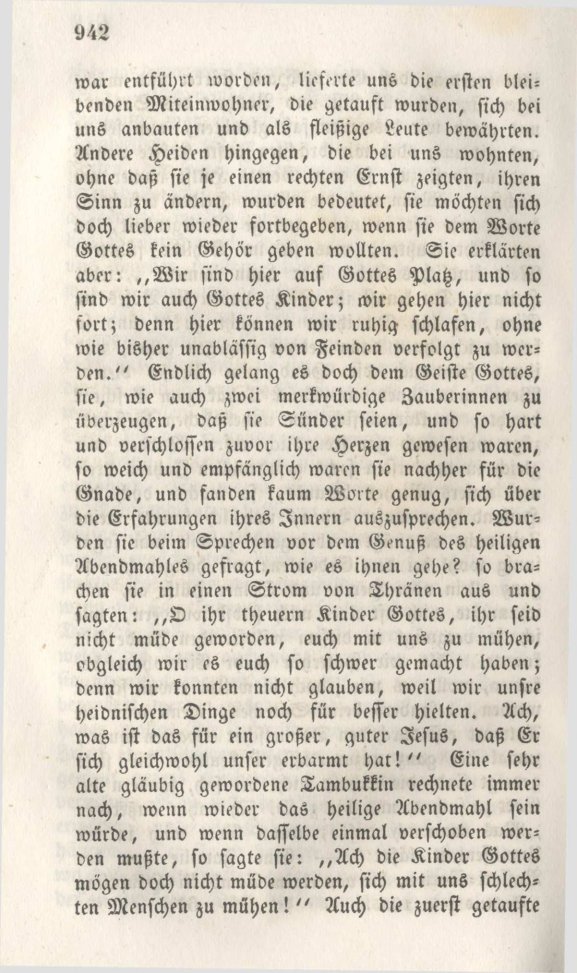 942
war entführt worden, lieferte uns die ersten blei⸗
benden Miteinwohner, die getauft wurden, sich bei
uns anbauten und als fleißige Leute bewährten.
Andere Heiden hingegen, die bei uns wohnten,
ohne daß sie je einen rechten Ernst zeigten, ihren
Sinn zu ändern, wurden bedeutet, sie möchten sich
doch lieber wieder fortbegeben, wenn sie dem Worte
Gottes kein Gehör geben wollten. Sie erklärten
aber: ,,Wir sind hier auf Gottes Platz, und so
sind wir auch Gottes Kinder; wir gehen hier nicht
fort; denn hier können wir ruhig schlafen, ohne
wie bisher unablässig von Feinden verfolgt zu wer⸗
den.“ Endlich gelang es doch dem Geiste Gottes,
sie, wie auch zwei merkwürdige Zauberinnen zu
überzeugen, daß sie Sünder seien, und so hart
und verschlossen zuvor ihre Herzen gewesen waren,
so weich und empfänglich waren sie nachher für die
Gnade, und fanden kaum Worte genug, sich über
die Erfahrungen ihres Innern auszusprechen. Wur⸗
den sie beim Sprechen vor dem Genuß des heiligen
Abendmahles gefragt, wie es ihnen gehe? so bra⸗
chen sie in einen Strom von Thränen aus und
sagten: ,,O ihr theuern Kinder Gottes, ihr seid
nicht müde geworden, euch mit uns zu mühen,
obgleich wir es euch so schwer gemacht haben;
denn wir konnten nicht glauben, weil wir unsre
heidnischen Dinge noch für besser hielten. Ach,
was ist das für ein großer, guter Jesus, daß Er
sich gleichwohl unser erbarmt hat!“ Eine sehr
alte gläubig gewordene Tambukkin rechnete immer
nach, wenn wieder das heilige Abendmahl sein
würde, und wenn dasselbe einmal verschoben wer⸗
den mußte, so sagte sie: ,,Ach die Kinder Gottes
mögen doch nicht müde werden, sich mit uns schlech⸗
ten Menschen zu mühen!“ Auch die zuerst getaufte